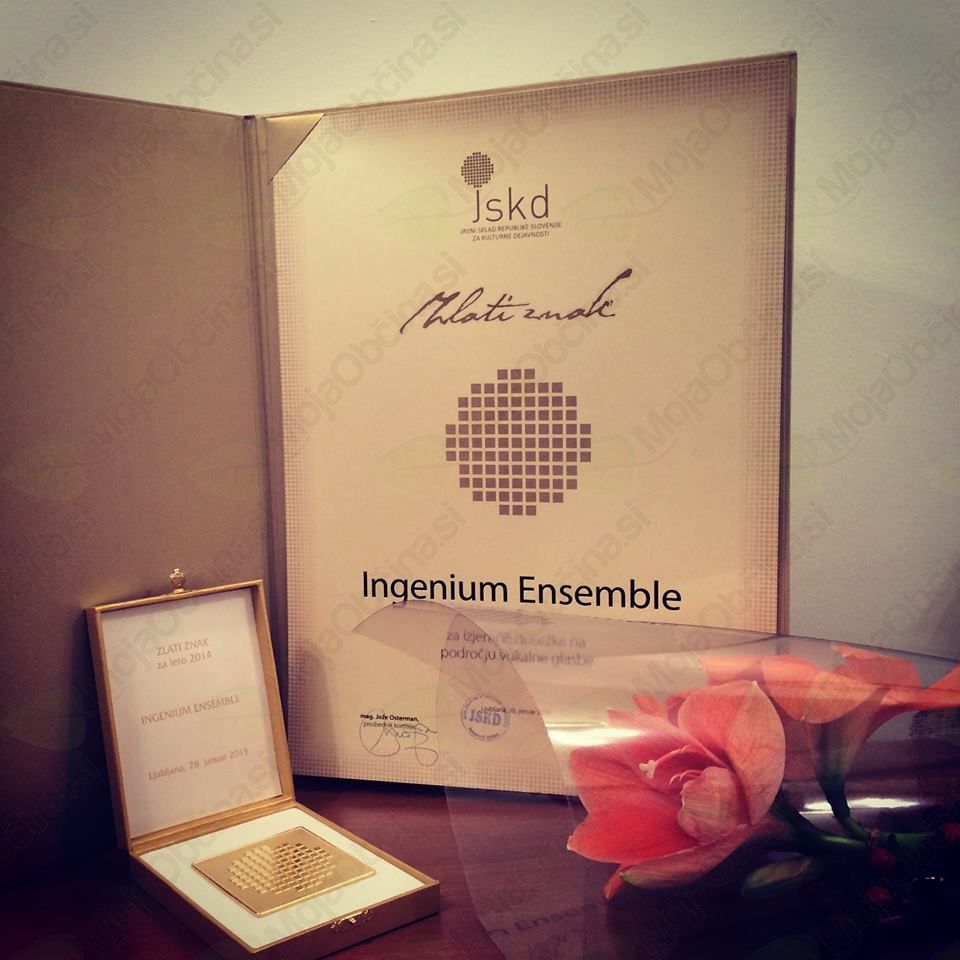 jskd
JAVNI SKLAD REPUBLIKE SLOVENIJE
ZA KULTURNE DEJAVNOSTI
Zlati znak
Ingenium Ensemble
za izjemne dosežke na
področju vokalne glasbe
mag. Jože Osterman,
predsednik komisije
Ljubljana, 28. januar
JSKD
ZLATI ZNAK
za leto 2014
INGENIUM ENSEMBLE
Ljubljana, 28. januar 2015
MojaObčina.si